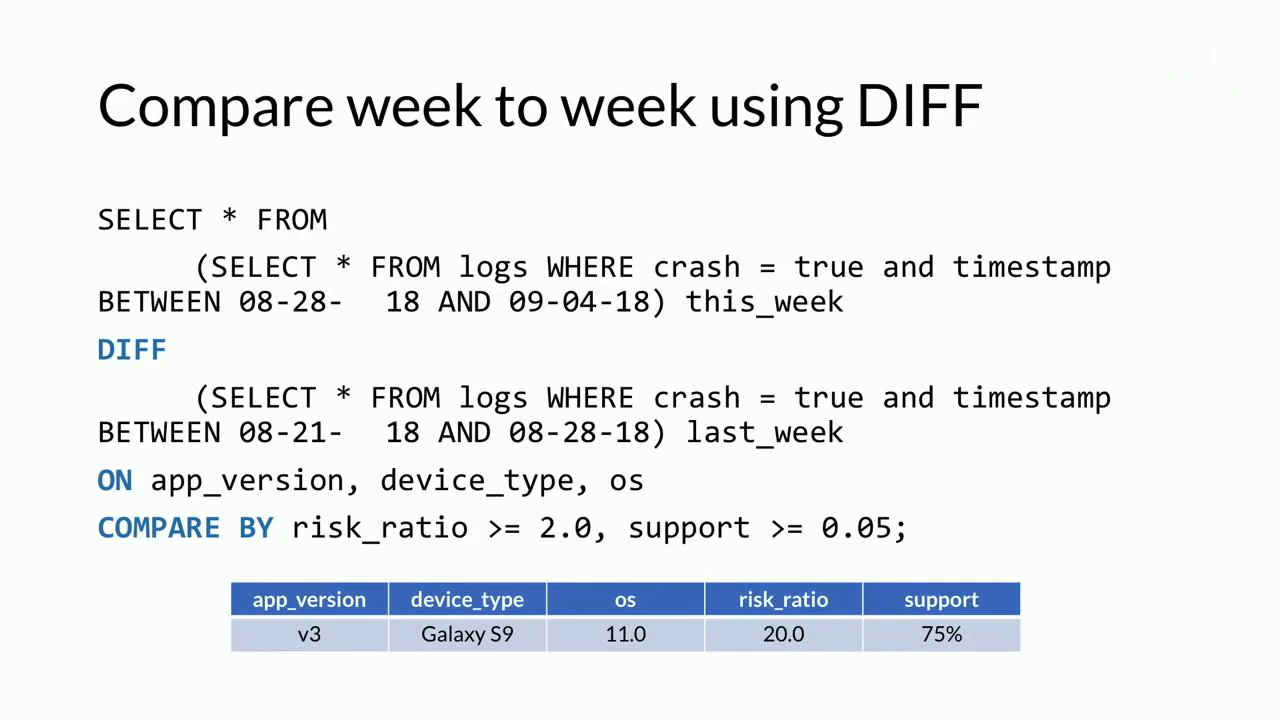 Compare week to week using DIFF
SELECT * FROM
(SELECT * FROM logs WHERE crash = true and timestamp
BETWEEN 08-28- 18 AND 09-04-18) this_week
DIFF
(SELECT * FROM logs WHERE crash = true and timestamp
BETWEEN 08-21- 18 AND 08-28-18) last_week
ON app_version, device_type, os
COMPARE BY risk_ratio >= 2.0, support >= 0.05;
app_version device_type os risk_ratio support
v3 Galaxy S9 11.0 20.0 75%